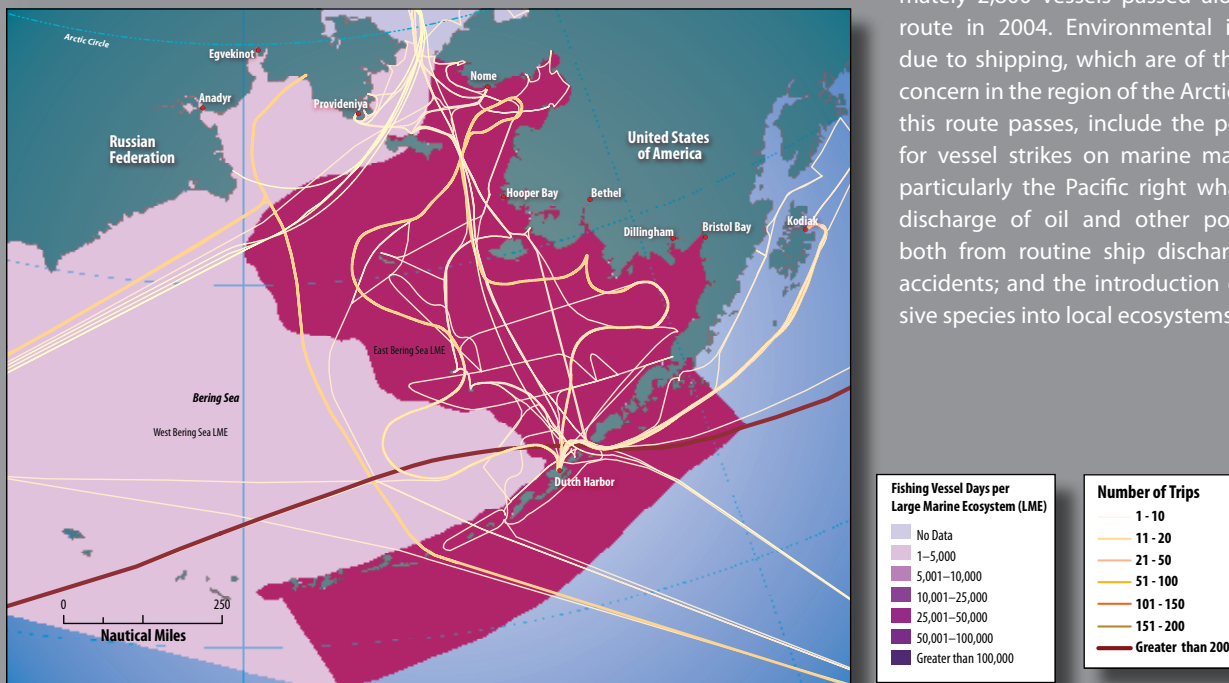 Arctic Circle
Egvekinot
Nome
Anadyr
Provideniya
Russian
Federation
United States
of America
Hooper Bay
Bethel
Dillingham
Bristol Bay
Kodiak
East Bering Sea LME
Bering Sea
West Bering Sea LME
Dutch Harbor
0 250
Nautical Miles
vessels passed
route in 2004. Environmental
due to shipping, which are of
concern in the region of the Arctic
this route passes, include the
for vessel strikes on marine
particularly the Pacific right
discharge of oil and other
both from routine ship
accidents; and the introduction
sive species into local ecosystems
Fishing Vessel Days per
Large Marine Ecosystem (LME)
No Data
1–5,000
5,001–10,000
10,001–25,000
25,001–50,000
50,001–100,000
Greater than 100,000
Number of Trips
1 - 10
11 - 20
21 - 50
51 - 100
101 - 150
151 - 200
Greater than 200